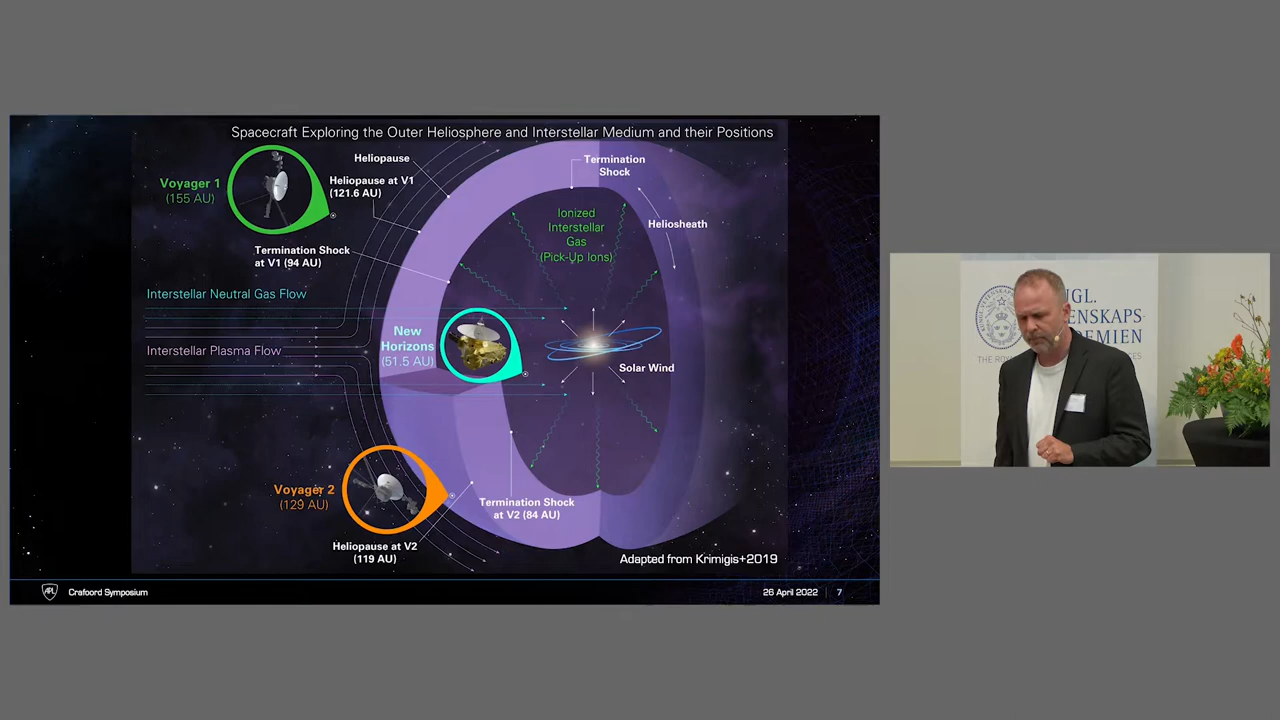 Spacecraft Exploring the Outer Heliosphere and Interstellar Medium and their Positions
Voyager 1
(155 AU)
Heliopause
Heliopause at V1
(121.6 AU)
Termination Shock
at V1 (94 AU)
Termination
Shock
Ionized
Interstellar
Gas
(Pick-Up Ions)
Heliosheath
Interstellar Neutral Gas Flow
New
Horizons
(51.5 AU)
Interstellar Plasma Flow
Solar Wind
Voyager 2
(129 AU)
Termination Shock
at V2 (84 AU)
Heliopause at V2
(119 AU)
Adapted from Krimigis+2019
APL
Crafoord Symposium
26 April 2022
7
THE